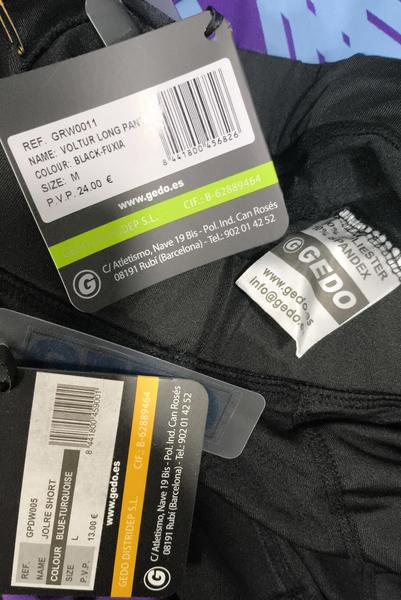 REF. GRW0011
NAME: VOLTUR LONG PAN
COLOUR: BLACK-FUXIA
SIZE: M
P.V.P. 24.00 €
8 441800 456826
www.gedo.es
GEDO DISTRIDEP S.L. CIF.: B-62889464
C/ Atletismo, Nave 19 Bis - Pol. Ind. Can Rosés
08191 Rubí (Barcelona) - Tel.: 902 01 42 52
G
GEDO
www.gedo.es
info@gedo.
REF. GPDW005
NAME JOLRE SHORT
COLOUR BLUE-TURQUOISE
SIZE L
P.V.P. 13.00 €
www.gedo.es
GEDO DISTRIDEP S.L. CIF.: B-62889464
C/ Atletismo, Nave 19 Bis - Pol. Ind. Can Rosés
08191 Rubí (Barcelona) - Tel.: 902 01 42 52
G